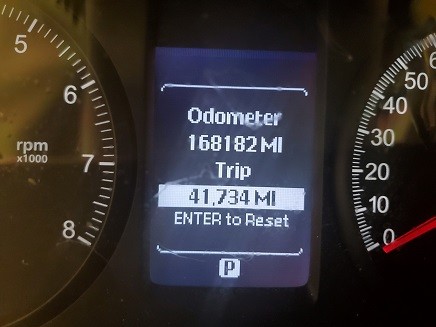 5
6
7
8
rpm
x1000
Odometer
168182 MI
Trip
41,734 MI
ENTER to Reset
P
50
40
30
20
10
0